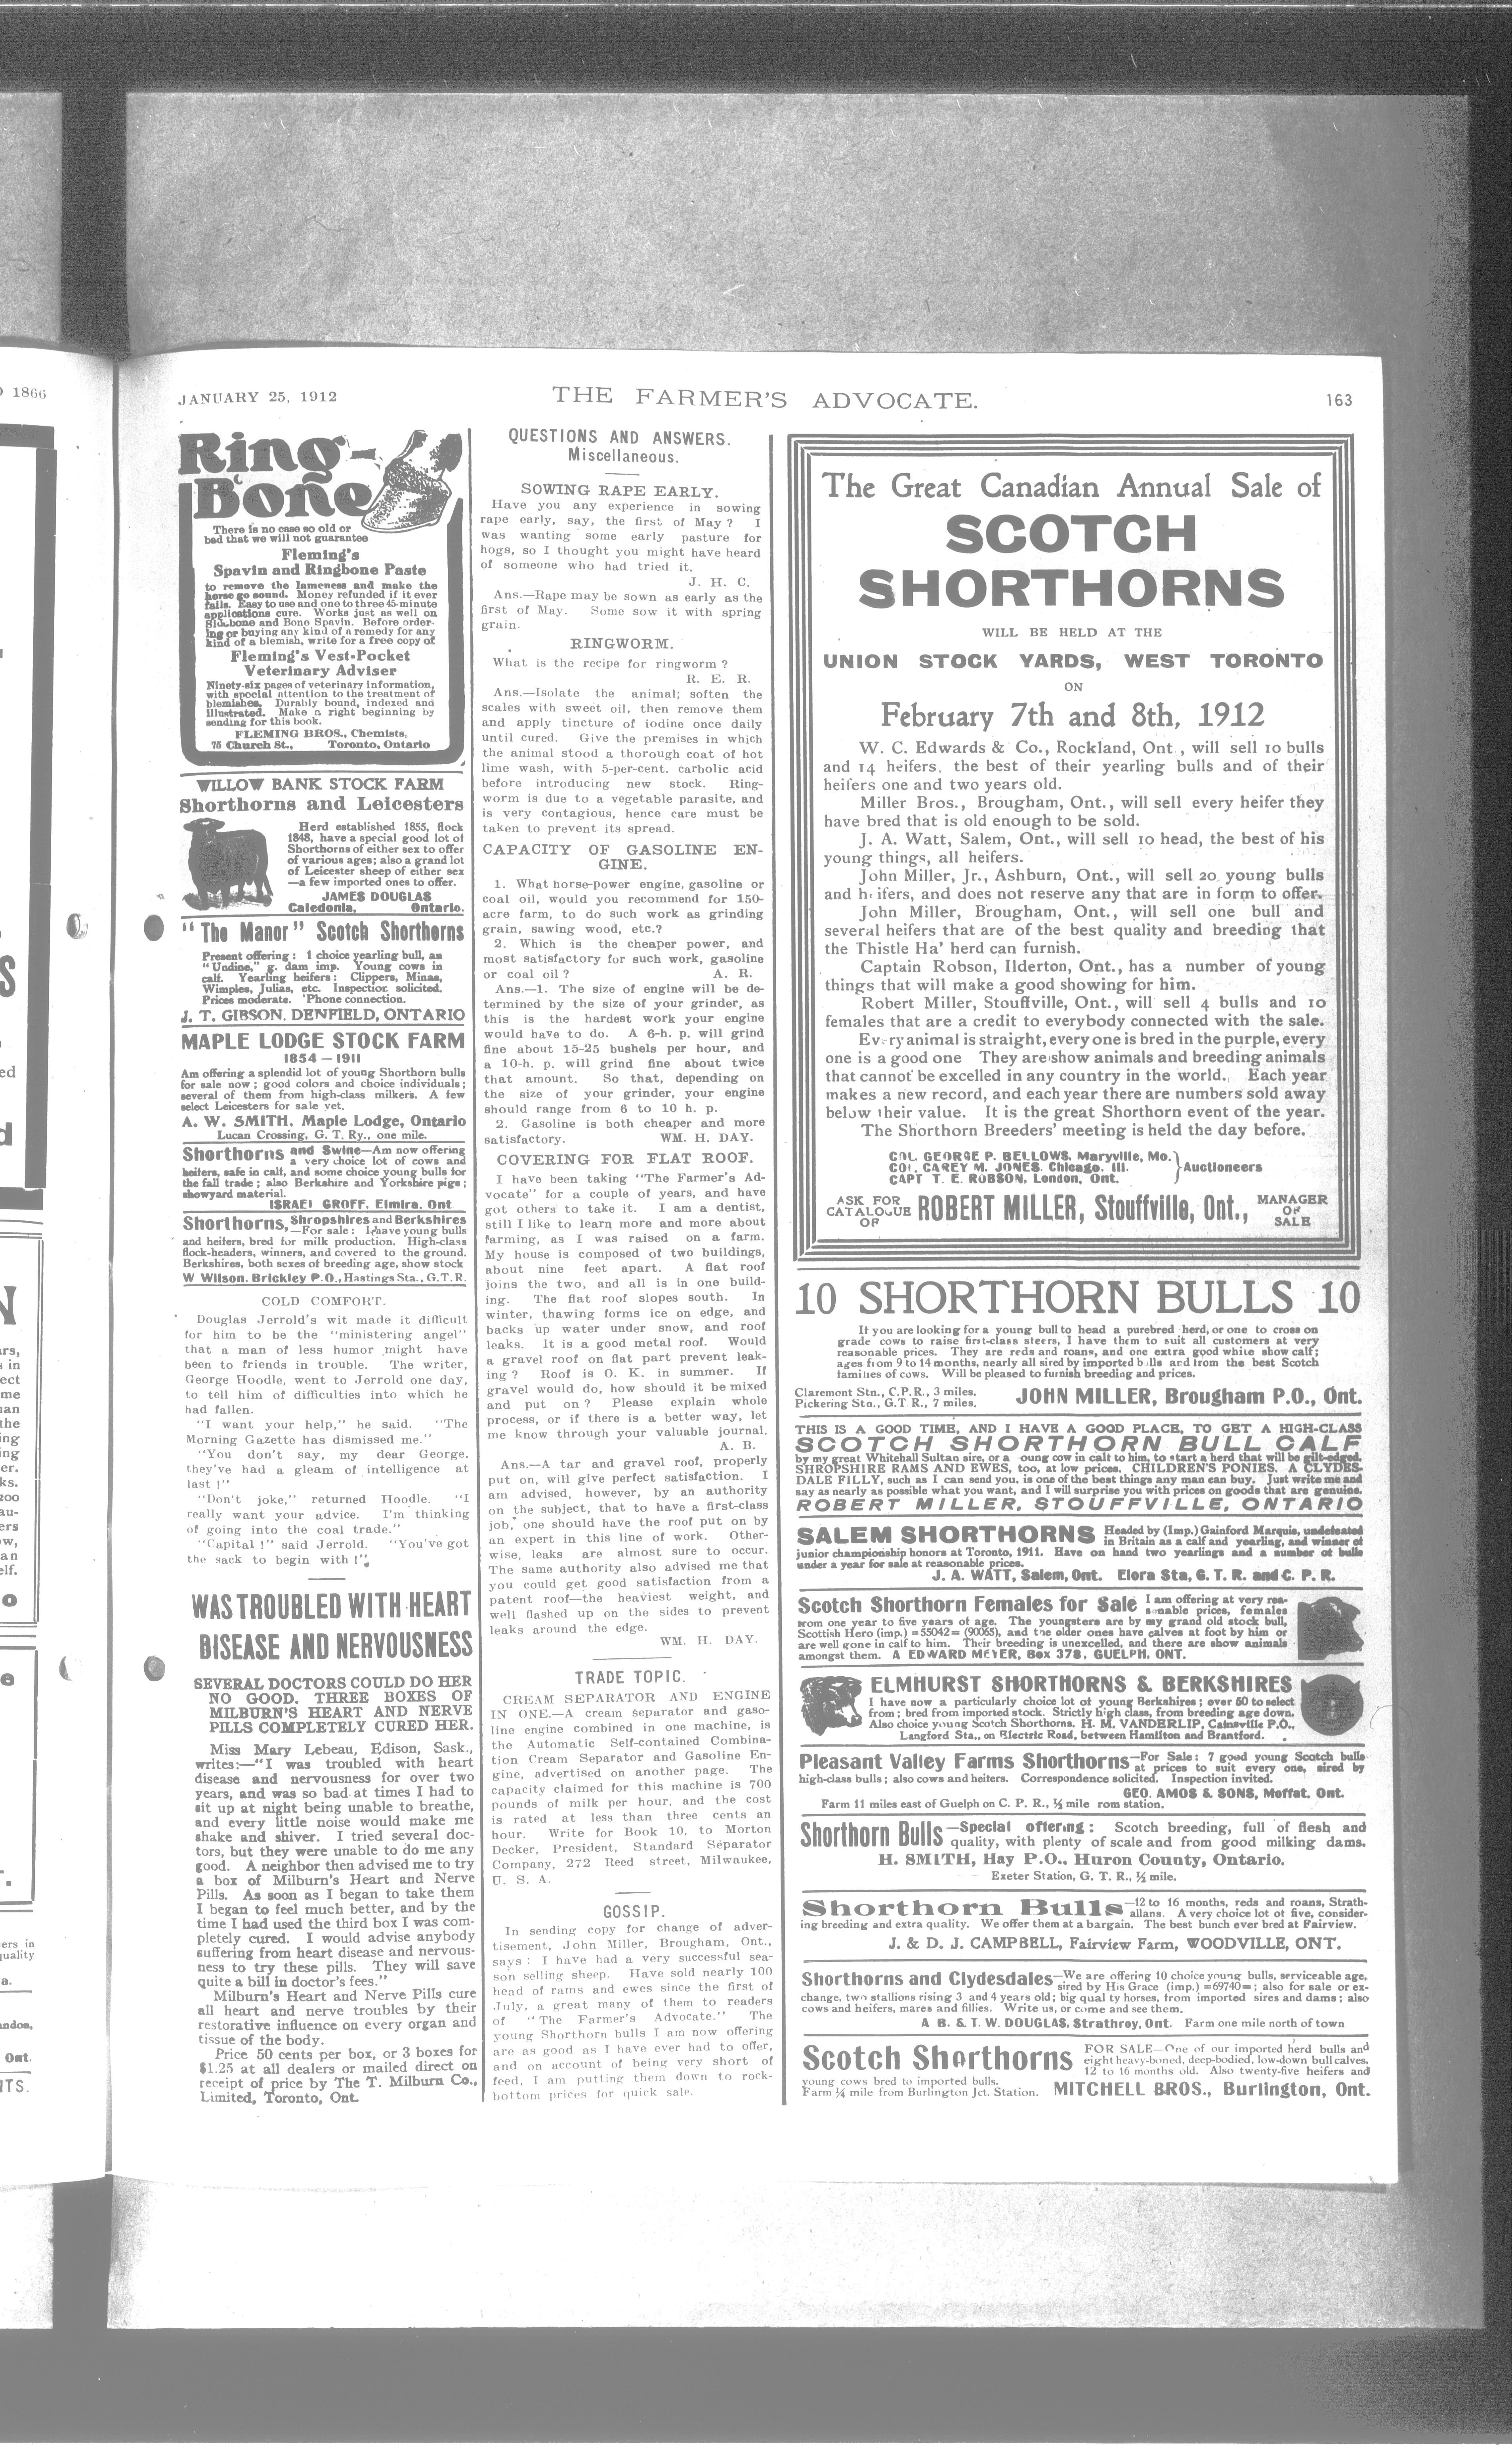 JANUARY 25, 1912
THE FARMER'S ADVOCATE.
163
Ring-
Bone
There is no case so old or
bad that we will not guarantee
Fleming's
Spavin and Ringbone Paste
to remove the lameness and make the
horse go sound. Money refunded if it ever
fails. Easy to use and one to three 45-minute
applications cure. Works just as well on
Sidebone and Bone Spavin. Before order-
ing or buying any kind of a remedy for any
kind of a blemish, write for a free copy of
Fleming's Vest-Pocket
Veterinary Adviser
Ninety-six pages of veterinary information,
with special attention to the treatment of
blemishes. Durably bound, indexed and
illustrated. Make a right beginning by
sending for this book.
FLEMING BROS., Chemists,
75 Church St., Toronto, Ontario
WILLOW BANK STOCK FARM
Shorthorns and Leicesters
Herd established 1855, flock
1848, have a special good lot of
Shorthorns of either sex to offer
of various ages; also a grand lot
of Leicester sheep of either sex
—a few imported ones to offer.
JAMES DOUGLAS
Caledonia, Ontario.
"The Manor" Scotch Shorthorns
Present offering: 1 choice yearling bull, an
"Undine," g. dam imp. Young cows in
calf. Yearling heifers: Clippers, Minas,
Wimples, Julias, etc. Inspection solicited.
Prices moderate. 'Phone connection.
J. T. GIBSON, DENFIELD, ONTARIO
MAPLE LODGE STOCK FARM
1854—1911
Am offering a splendid lot of young Shorthorn bulls
for sale now; good colors and choice individuals;
several of them from high-class milkers. A few
select Leicesters for sale yet.
A. W. SMITH, Maple Lodge, Ontario
Lucan Crossing, G. T. Ry., one mile.
Shorthorns and Swine—Am now offering
a very choice lot of cows and
heifers, safe in calf, and some choice young bulls for
the fall trade; also Berkshire and Yorkshire pigs;
showyard material.
ISRAEL GROFF, Elmira, Ont
Shorthorns, Shropshires and Berkshires
—For sale: I have young bulls
and heifers, bred for milk production. High-class
flock-headers, winners, and covered to the ground.
Berkshires, both sexes of breeding age, show stock
W Wilson, Brickley P.O., Hastings Sta., G.T.R.
COLD COMFORT.
Douglas Jerrold's wit made it difficult
for him to be the "ministering angel"
that a man of less humor might have
been to friends in trouble. The writer,
George Hoodle, went to Jerrold one day,
to tell him of difficulties into which he
had fallen.
"I want your help," he said. "The
Morning Gazette has dismissed me."
"You don't say, my dear George,
they've had a gleam of intelligence at
last!"
"Don't joke," returned Hoodle. "I
really want your advice. I'm thinking
of going into the coal trade."
"Capital!" said Jerrold. "You've got
the sack to begin with!"
WAS TROUBLED WITH HEART
DISEASE AND NERVOUSNESS
SEVERAL DOCTORS COULD DO HER
NO GOOD. THREE BOXES OF
MILBURN'S HEART AND NERVE
PILLS COMPLETELY CURED HER.
Miss Mary Lebeau, Edison, Sask.,
writes:—"I was troubled with heart
disease and nervousness for over two
years, and was so bad at times I had to
sit up at night being unable to breathe,
and every little noise would make me
shake and shiver. I tried several doc-
tors, but they were unable to do me any
good. A neighbor then advised me to try
a box of Milburn's Heart and Nerve
Pills. As soon as I began to take them
I began to feel much better, and by the
time I had used the third box I was com-
pletely cured. I would advise anybody
suffering from heart disease and nervous-
ness to try these pills. They will save
quite a bill in doctor's fees."
Milburn's Heart and Nerve Pills cure
all heart and nerve troubles by their
restorative influence on every organ and
tissue of the body.
Price 50 cents per box, or 3 boxes for
$1.25 at all dealers or mailed direct on
receipt of price by The T. Milburn Co.,
Limited, Toronto, Ont.
QUESTIONS AND ANSWERS.
Miscellaneous.
SOWING RAPE EARLY.
Have you any experience in sowing
rape early, say, the first of May? I
was wanting some early pasture for
hogs, so I thought you might have heard
of someone who had tried it.
J. H. C.
Ans.—Rape may be sown as early as the
first of May. Some sow it with spring
grain.
RINGWORM.
What is the recipe for ringworm?
R. E. R.
Ans.—Isolate the animal; soften the
scales with sweet oil, then remove them
and apply tincture of iodine once daily
until cured. Give the premises in which
the animal stood a thorough coat of hot
lime wash, with 5-per-cent. carbolic acid
before introducing new stock. Ring-
worm is due to a vegetable parasite, and
is very contagious, hence care must be
taken to prevent its spread.
CAPACITY OF GASOLINE EN-
GINE.
1. What horse-power engine, gasoline or
coal oil, would you recommend for 150-
acre farm, to do such work as grinding
grain, sawing wood, etc.?
2. Which is the cheaper power, and
most satisfactory for such work, gasoline
or coal oil? A. R.
Ans.—1. The size of engine will be de-
termined by the size of your grinder, as
this is the hardest work your engine
would have to do. A 6-h. p. will grind
fine about 15-25 bushels per hour, and
a 10-h. p. will grind fine about twice
that amount. So that, depending on
the size of your grinder, your engine
should range from 6 to 10 h. p.
2. Gasoline is both cheaper and more
satisfactory. WM. H. DAY.
COVERING FOR FLAT ROOF.
I have been taking "The Farmer's Ad-
vocate" for a couple of years, and have
got others to take it. I am a dentist,
still I like to learn more and more about
farming, as I was raised on a farm.
My house is composed of two buildings,
about nine feet apart. A flat roof
joins the two, and all is in one build-
ing. The flat roof slopes south. In
winter, thawing forms ice on edge, and
backs up water under snow, and roof
leaks. It is a good metal roof. Would
a gravel roof on flat part prevent leak-
ing? Roof is O. K. in summer. If
gravel would do, how should it be mixed
and put on? Please explain whole
process, or if there is a better way, let
me know through your valuable journal.
A. B.
Ans.—A tar and gravel roof, properly
put on, will give perfect satisfaction. I
am advised, however, by an authority
on the subject, that to have a first-class
job, one should have the roof put on by
an expert in this line of work. Other-
wise, leaks are almost sure to occur.
The same authority also advised me that
you could get good satisfaction from a
patent roof—the heaviest weight, and
well flashed up on the sides to prevent
leaks around the edge.
WM. H. DAY.
TRADE TOPIC.
CREAM SEPARATOR AND ENGINE
IN ONE.—A cream separator and gaso-
line engine combined in one machine, is
the Automatic Self-contained Combina-
tion Cream Separator and Gasoline En-
gine, advertised on another page. The
capacity claimed for this machine is 700
pounds of milk per hour, and the cost
is rated at less than three cents an
hour. Write for Book 10, to Morton
Decker, President, Standard Separator
Company, 272 Reed street, Milwaukee,
U. S. A.
GOSSIP.
In sending copy for change of adver-
tisement, John Miller, Brougham, Ont.,
says: I have had a very successful sea-
son selling sheep. Have sold nearly 100
head of rams and ewes since the first of
July, a great many of them to readers
of "The Farmer's Advocate." The
young Shorthorn bulls I am now offering
are as good as I have ever had to offer,
and on account of being very short of
feed, I am putting them down to rock-
bottom prices for quick sale.
The Great Canadian Annual Sale of
SCOTCH
SHORTHORNS
WILL BE HELD AT THE
UNION STOCK YARDS, WEST TORONTO
ON
February 7th and 8th, 1912
W. C. Edwards & Co., Rockland, Ont., will sell 10 bulls
and 14 heifers, the best of their yearling bulls and of their
heifers one and two years old.
Miller Bros., Brougham, Ont., will sell every heifer they
have bred that is old enough to be sold.
J. A. Watt, Salem, Ont., will sell 10 head, the best of his
young things, all heifers.
John Miller, Jr., Ashburn, Ont., will sell 20 young bulls
and heifers, and does not reserve any that are in form to offer.
John Miller, Brougham, Ont., will sell one bull and
several heifers that are of the best quality and breeding that
the Thistle Ha' herd can furnish.
Captain Robson, Ilderton, Ont., has a number of young
things that will make a good showing for him.
Robert Miller, Stouffville, Ont., will sell 4 bulls and 10
females that are a credit to everybody connected with the sale.
Every animal is straight, every one is bred in the purple, every
one is a good one They are show animals and breeding animals
that cannot be excelled in any country in the world. Each year
makes a new record, and each year there are numbers sold away
below their value. It is the great Shorthorn event of the year.
The Shorthorn Breeders' meeting is held the day before.
COL. GEORGE P. BELLOWS, Maryville, Mo.
COL. CAREY M. JONES, Chicago, Ill.
CAPT T. E. ROBSON, London, Ont.
Auctioneers
ASK FOR
CATALOGUE
OF
ROBERT MILLER, Stouffville, Ont.,
MANAGER
OF
SALE
10 SHORTHORN BULLS 10
If you are looking for a young bull to head a purebred herd, or one to cross on
grade cows to raise first-class steers, I have them to suit all customers at very
reasonable prices. They are reds and roans, and one extra good white show calf;
ages from 9 to 14 months, nearly all sired by imported bulls and from the best Scotch
families of cows. Will be pleased to furnish breeding and prices.
Claremont Stn., C.P.R., 3 miles.
Pickering Sta., G.T R., 7 miles.
JOHN MILLER, Brougham P.O., Ont.
THIS IS A GOOD TIME, AND I HAVE A GOOD PLACE, TO GET A HIGH-CLASS
SCOTCH SHORTHORN BULL CALF
by my great Whitehall Sultan sire, or a oung cow in call to him, to start a herd that will be gilt-edged.
SHROPSHIRE RAMS AND EWES, too, at low prices. CHILDREN'S PONIES. A CLYDES-
DALE FILLY, such as I can send you, is one of the best things any man can buy. Just write me and
say as nearly as possible what you want, and I will surprise you with prices on goods that are genuine.
ROBERT MILLER, STOUFFVILLE, ONTARIO
SALEM SHORTHORNS Headed by (Imp.) Gainford Marquis, undefeated
in Britain as a calf and yearling, and winner of
junior championship honors at Toronto, 1911. Have on hand two yearlings and a number of bulls
under a year for sale at reasonable prices.
J. A. WATT, Salem, Ont. Elora Sta, G. T. R. and C. P. R.
Scotch Shorthorn Females for Sale I am offering at very rea-
sonable prices, females
from one year to five years of age. The youngsters are by my grand old stock bull,
Scottish Hero (imp.) =55042= (90065), and the older ones have calves at foot by him or
are well gone in calf to him. Their breeding is unexcelled, and there are show animals
amongst them. A EDWARD MEYER, Box 378, GUELPH, ONT.
ELMHURST SHORTHORNS & BERKSHIRES
I have now a particularly choice lot of young Berkshires; over 50 to select
from; bred from imported stock. Strictly high class, from breeding age down.
Also choice young Scotch Shorthorns. H. M. VANDERLIP, Cainsville P.O.,
Langford Sta., on Electric Road, between Hamilton and Brantford.
Pleasant Valley Farms Shorthorns—For Sale: 7 good young Scotch bulls
at prices to suit every one, sired by
high-class bulls; also cows and heifers. Correspondence solicited. Inspection invited.
GEO. AMOS & SONS, Moffat, Ont.
Farm 11 miles east of Guelph on C. P. R., ½ mile rom station.
Shorthorn Bulls—Special offering: Scotch breeding, full of flesh and
quality, with plenty of scale and from good milking dams.
H. SMITH, Hay P.O., Huron County, Ontario.
Exeter Station, G. T. R., ½ mile.
Shorthorn Bulls—12 to 16 months, reds and roans, Strath-
allans. A very choice lot of five, consider-
ing breeding and extra quality. We offer them at a bargain. The best bunch ever bred at Fairview.
J. & D. J. CAMPBELL, Fairview Farm, WOODVILLE, ONT.
Shorthorns and Clydesdales—We are offering 10 choice young bulls, serviceable age,
sired by His Grace (imp.) =69740=; also for sale or ex-
change, two stallions rising 3 and 4 years old; big qual ty horses, from imported sires and dams; also
cows and heifers, mares and fillies. Write us, or come and see them.
A B. & T. W. DOUGLAS, Strathroy, Ont. Farm one mile north of town
Scotch Shorthorns FOR SALE—One of our imported herd bulls and
eight heavy-boned, deep-bodied, low-down bull calves,
12 to 16 months old. Also twenty-five heifers and
young cows bred to imported bulls.
Farm ¼ mile from Burlington Jct. Station. MITCHELL BROS., Burlington, Ont.